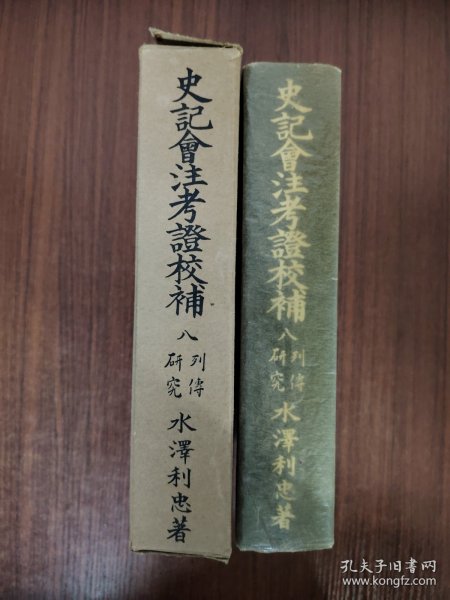 史記會注考證校補
八
列傳
研究
水澤利忠著
史記會注考證校補
八
列傳
研究
水澤利忠著
孔夫子旧书网
www.kongfz.com